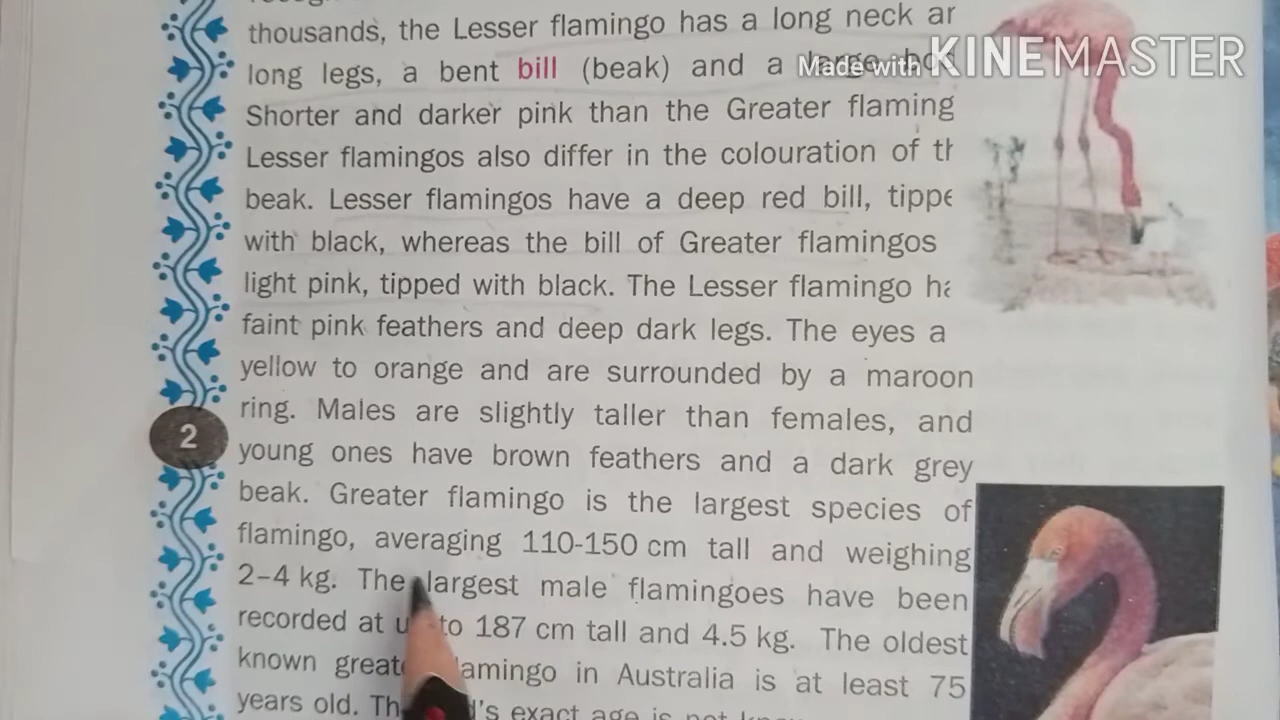 thousands, the Lesser flamingo has a long neck ar
long legs, a bent bill (beak) and a large
Made with KINEMASTER
Shorter and darker pink than the Greater flaming
Lesser flamingos also differ in the colouration of th
beak. Lesser flamingos have a deep red bill, tippe
with black, whereas the bill of Greater flamingos
light pink, tipped with black. The Lesser flamingo ha
faint pink feathers and deep dark legs. The eyes a
yellow to orange and are surrounded by a maroon
ring. Males are slightly taller than females, and
2
young ones have brown feathers and a dark grey
beak. Greater flamingo is the largest species of
flamingo, averaging 110-150 cm tall and weighing
2–4 kg. The largest male flamingoes have been
recorded at to 187 cm tall and 4.5 kg. The oldest
known great lamingo in Australia is at least 75
years old. Th 's exact age is not